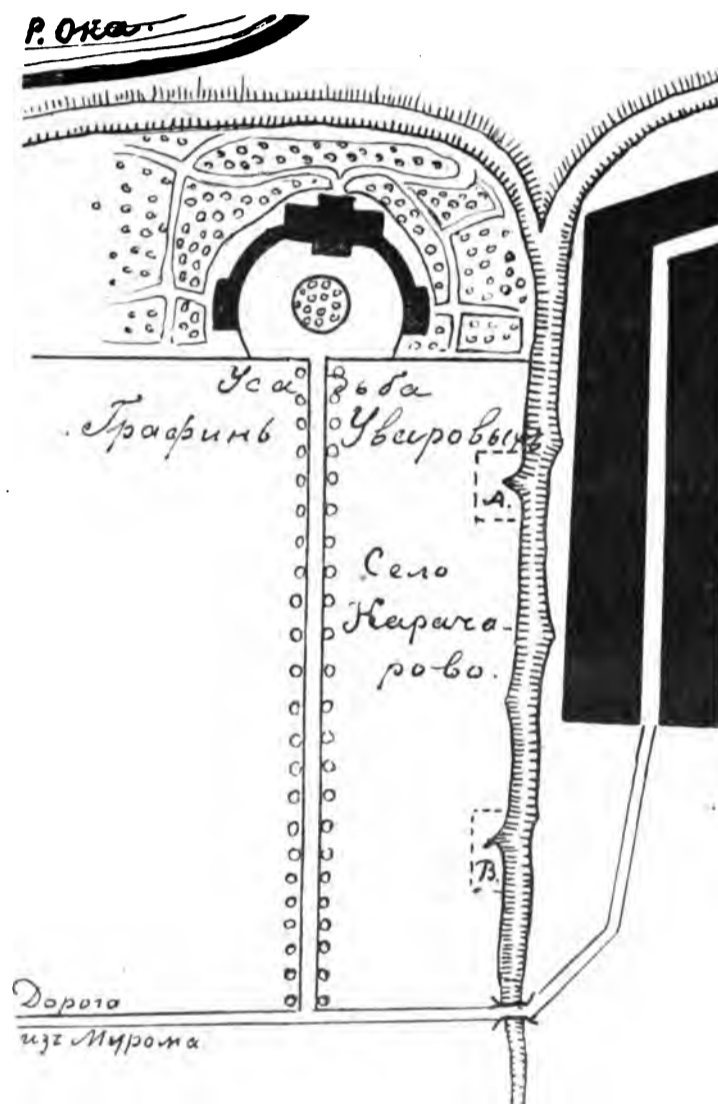 Р. Ока.
Усадьба
Графинь Уваровыхъ
А.
Село
Карача-
рово.
В.
Дорога
изъ Мурома